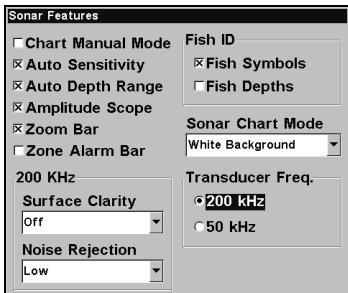 Sonar Features
Chart Manual Mode
Auto Sensitivity
Auto Depth Range
Amplitude Scope
Zoom Bar
Zone Alarm Bar
Fish ID
Fish Symbols
Fish Depths
Sonar Chart Mode
White Background
200 KHz
Surface Clarity
Off
Noise Rejection
Low
Transducer Freq.
200 kHz
50 kHz